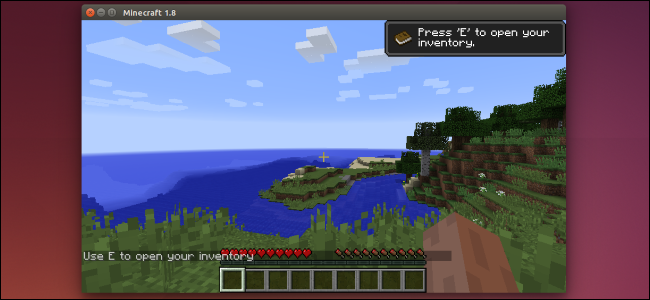 Minecraft 1.8
Press 'E' to open your
inventory.
Use E to open your inventory